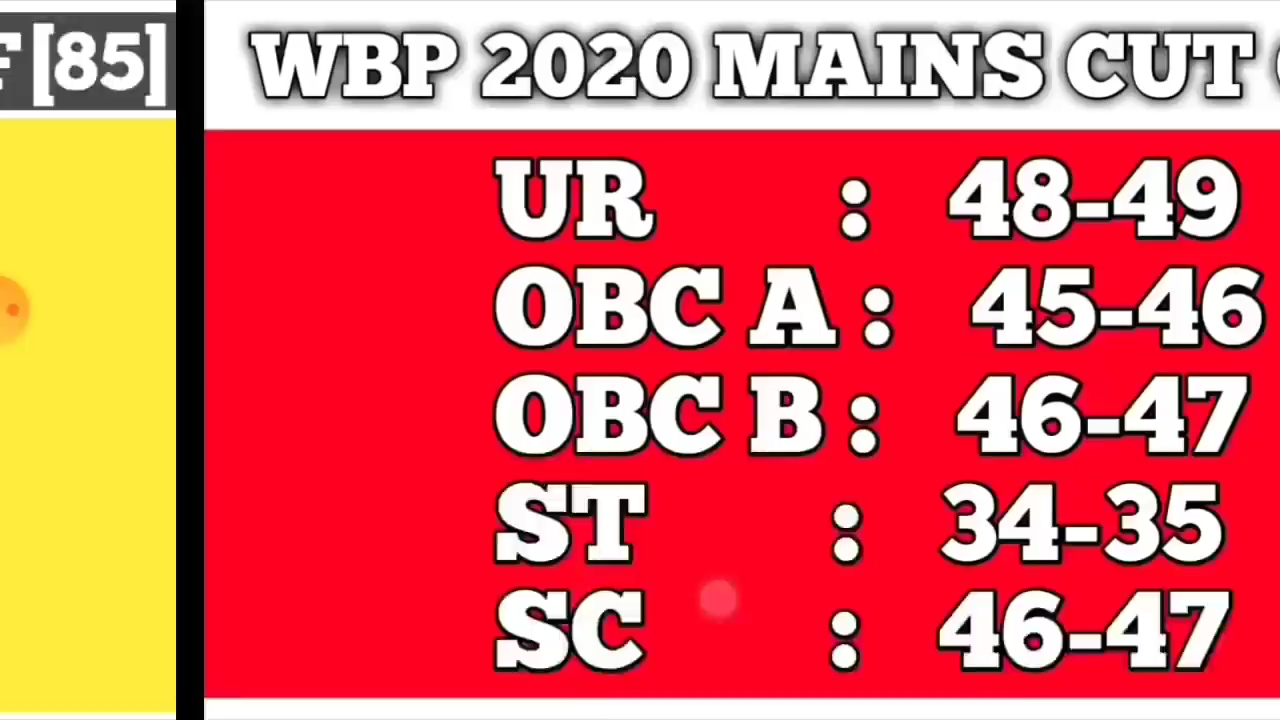 F [85]
WBP 2020 MAINS CUT
UR : 48-49
OBC A : 45-46
OBC B : 46-47
ST : 34-35
SC : 46-47